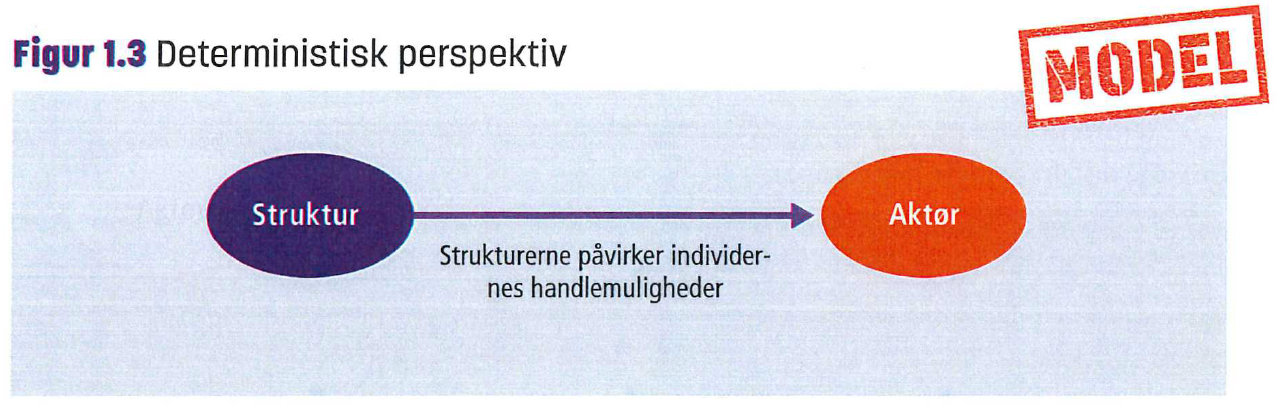 Figur 1.3 Deterministisk perspektiv
MODEL
Struktur
Aktør
Strukturerne påvirker individer-
nes handlemuligheder